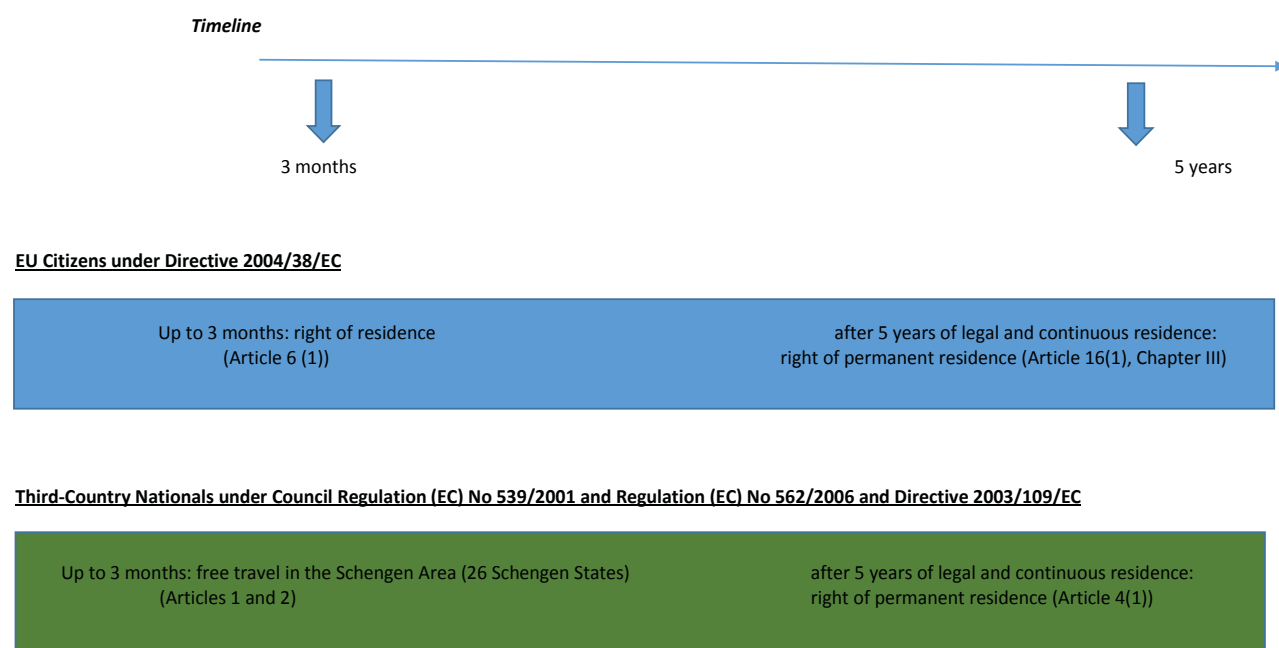 Timeline
3 months
5 years
EU Citizens under Directive 2004/38/EC
Up to 3 months: right of residence
(Article 6 (1))
after 5 years of legal and continuous residence:
right of permanent residence (Article 16(1), Chapter III)
Third-Country Nationals under Council Regulation (EC) No 539/2001 and Regulation (EC) No 562/2006 and Directive 2003/109/EC
Up to 3 months: free travel in the Schengen Area (26 Schengen States)
(Articles 1 and 2)
after 5 years of legal and continuous residence:
right of permanent residence (Article 4(1))